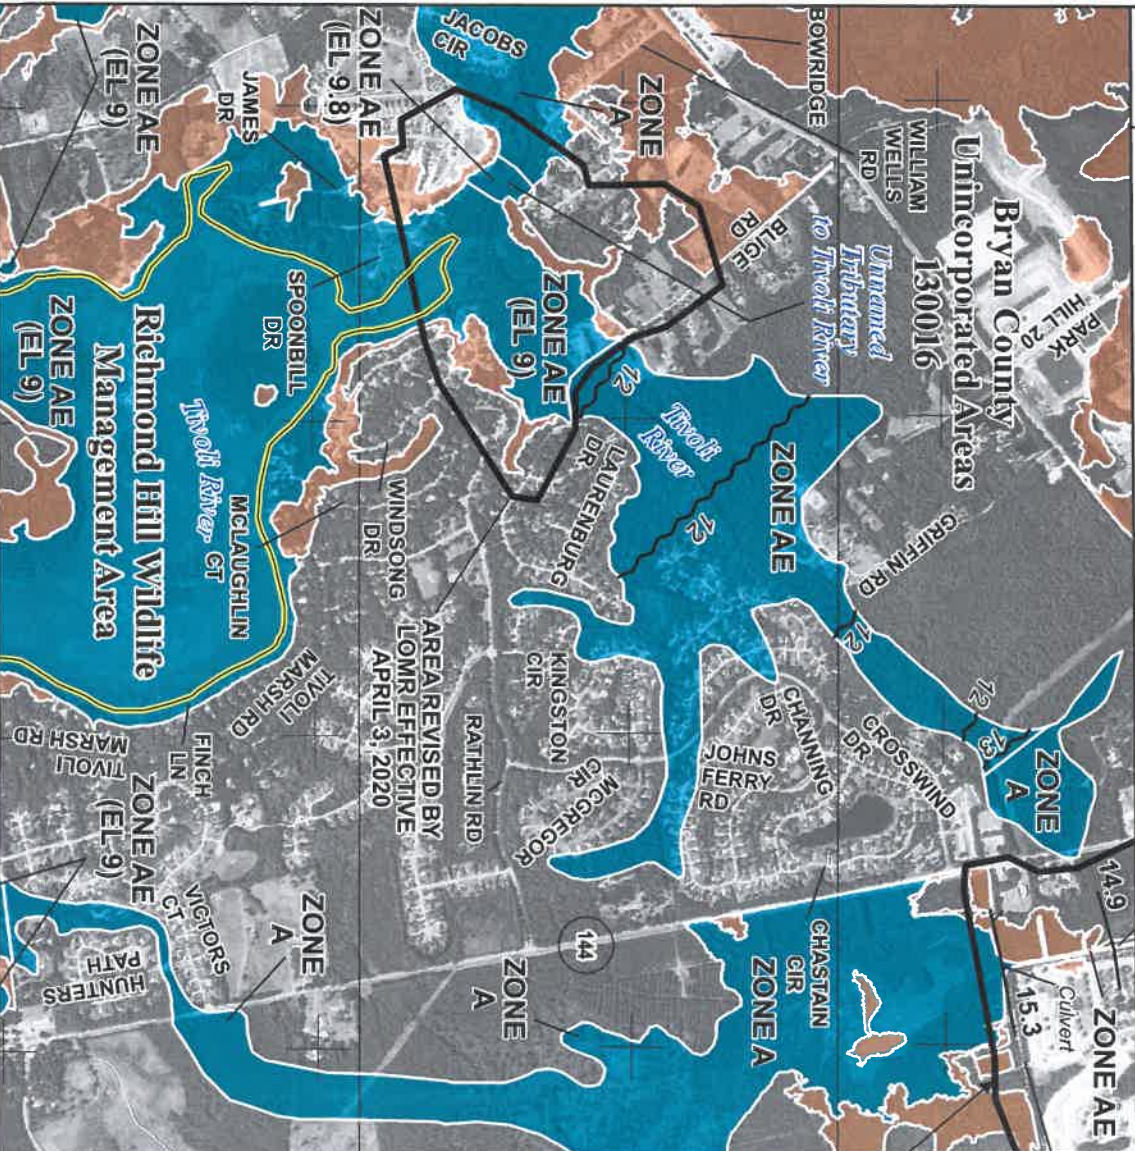 Bryan County
Unincorporated Areas
130016
PARK
HILL 20
WILLIAM
WELLS
RD
BOWRIDGE
ZONE
A
JACOBS
CIR
ZONE AE
(EL 9.8)
JAMES
DR
ZONE AE
(EL 9)
BLIGE
RD
Unnamed
Tributary
to Tivoli River
ZONE AE
(EL 9)
12
Tivoli
River
12
ZONE AE
GRIFFIN RD
12
12
13
ZONE
A
14.9
ZONE AE
Culvert
15.3
SPOONBILL
DR
Richmond Hill Wildlife
Management Area
ZONE AE
(EL 9)
Tivoli River
MCLAUGHLIN
CT
WINDSONG
DR
LAURENBURG
DR
AREA REVISED BY
LOMR EFFECTIVE
APRIL 3, 2020
KINGSTON
CIR
RATHLIN RD
MCGREGOR
CIR
CHANNING
DR
JOHNS
FERRY
RD
CROSSWIND
DR
CHASTAIN
CIR
ZONE A
144
ZONE
A
TIVOLI
MARSH RD
FINCH
LN
TIVOLI
MARSH RD
ZONE AE
(EL 9)
VICTORS
CT
ZONE
A
HUNTERS
PATH